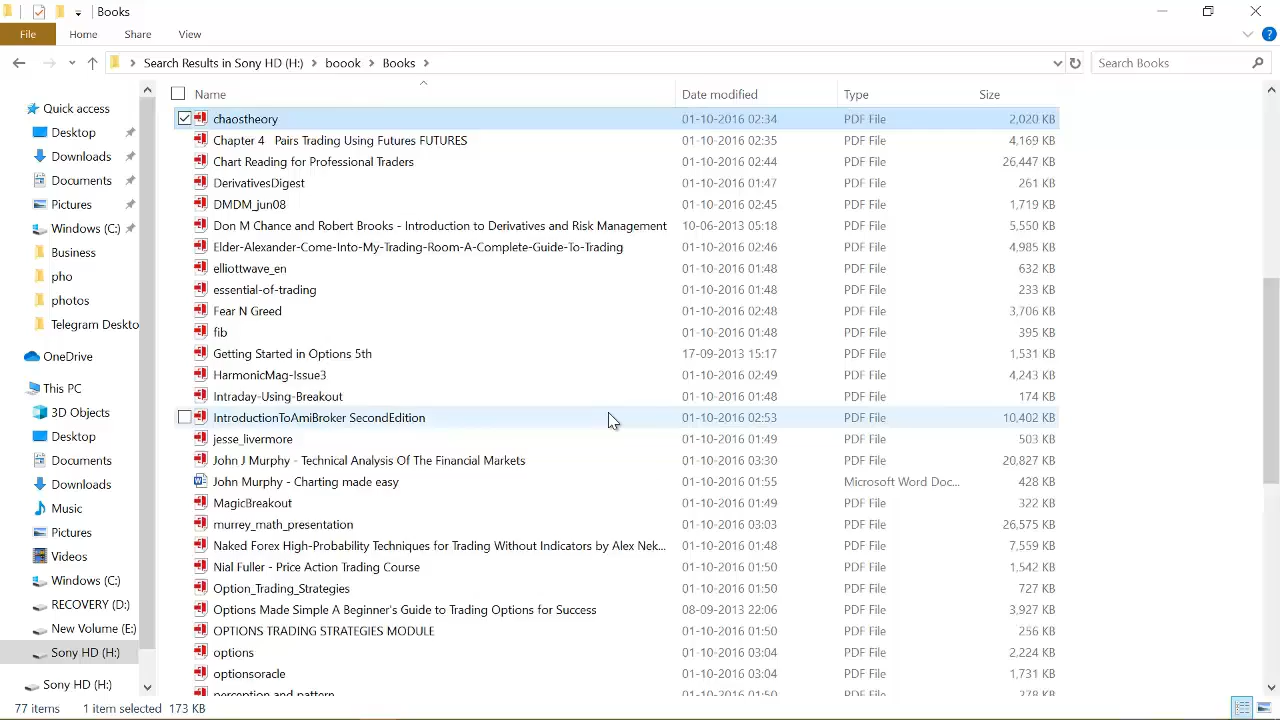 Books
File Home Share View
Search Results in Sony HD (H:) boook Books Search Books
Name Date modified Type Size
Quick access
Desktop
Downloads
Documents
Pictures
Windows (C:)
Business
pho
photos
Telegram Deskto
OneDrive
This PC
3D Objects
Desktop
Documents
Downloads
Music
Pictures
Videos
Windows (C:)
RECOVERY (D:)
New Volume (E:)
Sony HD (H:)
Sony HD (H:)
chaostheory 01-10-2016 02:34 PDF File 2,020 KB
Chapter 4 Pairs Trading Using Futures FUTURES 01-10-2016 02:35 PDF File 4,169 KB
Chart Reading for Professional Traders 01-10-2016 02:44 PDF File 26,447 KB
DerivativesDigest 01-10-2016 01:47 PDF File 261 KB
DMDM_jun08 01-10-2016 02:45 PDF File 1,719 KB
Don M Chance and Robert Brooks - Introduction to Derivatives and Risk Management 10-06-2013 05:18 PDF File 5,550 KB
Elder-Alexander-Come-Into-My-Trading-Room-A-Complete-Guide-To-Trading 01-10-2016 02:46 PDF File 4,985 KB
elliottwave_en 01-10-2016 01:48 PDF File 632 KB
essential-of-trading 01-10-2016 01:48 PDF File 233 KB
Fear N Greed 01-10-2016 02:48 PDF File 3,706 KB
fib 01-10-2016 01:48 PDF File 395 KB
Getting Started in Options 5th 17-09-2013 15:17 PDF File 1,531 KB
HarmonicMag-Issue3 01-10-2016 02:49 PDF File 4,243 KB
Intraday-Using-Breakout 01-10-2016 01:48 PDF File 174 KB
IntroductionToAmiBroker SecondEdition 01-10-2016 02:53 PDF File 10,402 KB
jesse_livermore 01-10-2016 01:49 PDF File 503 KB
John J Murphy - Technical Analysis Of The Financial Markets 01-10-2016 03:30 PDF File 20,827 KB
John Murphy - Charting made easy 01-10-2016 01:55 Microsoft Word Doc... 428 KB
MagicBreakout 01-10-2016 01:49 PDF File 322 KB
murrey_math_presentation 01-10-2016 03:03 PDF File 26,575 KB
Naked Forex High-Probability Techniques for Trading Without Indicators by Alex Nek... 01-10-2016 01:48 PDF File 7,559 KB
Nial Fuller - Price Action Trading Course 01-10-2016 01:50 PDF File 1,542 KB
Option_Trading_Strategies 01-10-2016 01:50 PDF File 727 KB
Options Made Simple A Beginner's Guide to Trading Options for Success 08-09-2013 22:06 PDF File 3,927 KB
OPTIONS TRADING STRATEGIES MODULE 01-10-2016 01:50 PDF File 256 KB
options 01-10-2016 03:04 PDF File 2,224 KB
optionsoracle 01-10-2016 03:04 PDF File 1,731 KB
perception and pattern 01-10-2016 01:50 PDF File 278 KB
77 items 1 item selected 173 KB